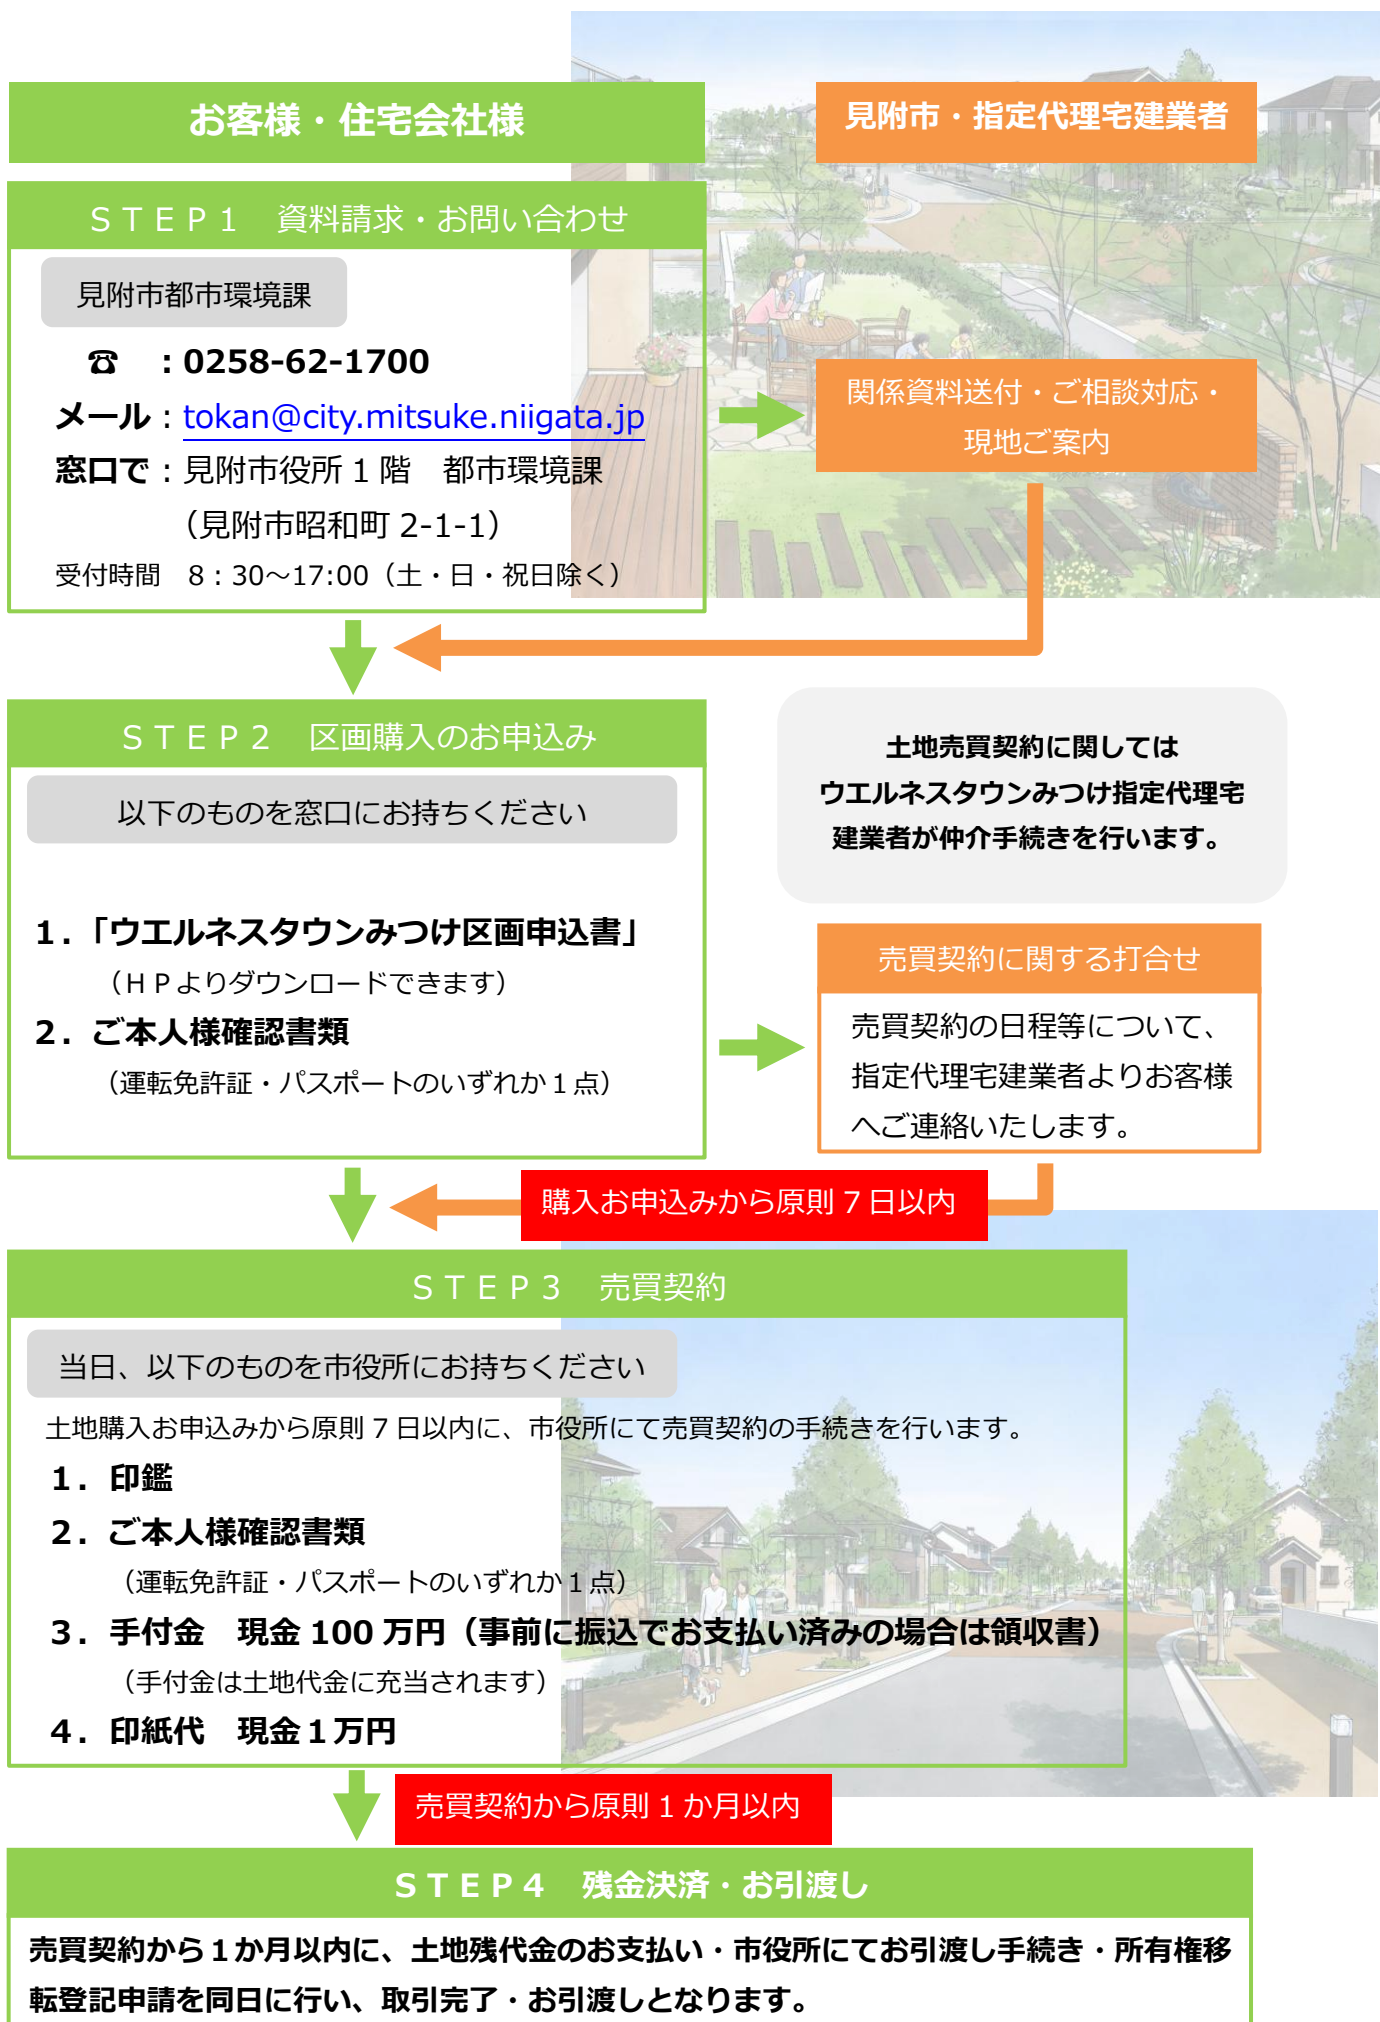 お客様・住宅会社様
見附市・指定代理宅建業者
ＳＴＥＰ１　資料請求・お問い合わせ
見附市都市環境課
☎　：0258-62-1700
メール：tokan@city.mitsuke.niigata.jp
窓口で：見附市役所１階　都市環境課
（見附市昭和町 2-1-1）
受付時間　8：30～17:00（土・日・祝日除く）
関係資料送付・ご相談対応・
現地ご案内
ＳＴＥＰ２　区画購入のお申込み
以下のものを窓口にお持ちください
１．「ウエルネスタウンみつけ区画申込書」
（ＨＰよりダウンロードできます）
２．ご本人様確認書類
（運転免許証・パスポートのいずれか１点）
土地売買契約に関しては
ウエルネスタウンみつけ指定代理宅
建業者が仲介手続きを行います。
売買契約に関する打合せ
売買契約の日程等について、
指定代理宅建業者よりお客様
へご連絡いたします。
購入お申込みから原則７日以内
ＳＴＥＰ３　売買契約
当日、以下のものを市役所にお持ちください
土地購入お申込みから原則７日以内に、市役所にて売買契約の手続きを行います。
１．印鑑
２．ご本人様確認書類
（運転免許証・パスポートのいずれか１点）
３．手付金　現金 100 万円（事前に振込でお支払い済みの場合は領収書）
（手付金は土地代金に充当されます）
４．印紙代　現金１万円
売買契約から原則１か月以内
ＳＴＥＰ４　残金決済・お引渡し
売買契約から１か月以内に、土地残代金のお支払い・市役所にてお引渡し手続き・所有権移
転登記申請を同日に行い、取引完了・お引渡しとなります。